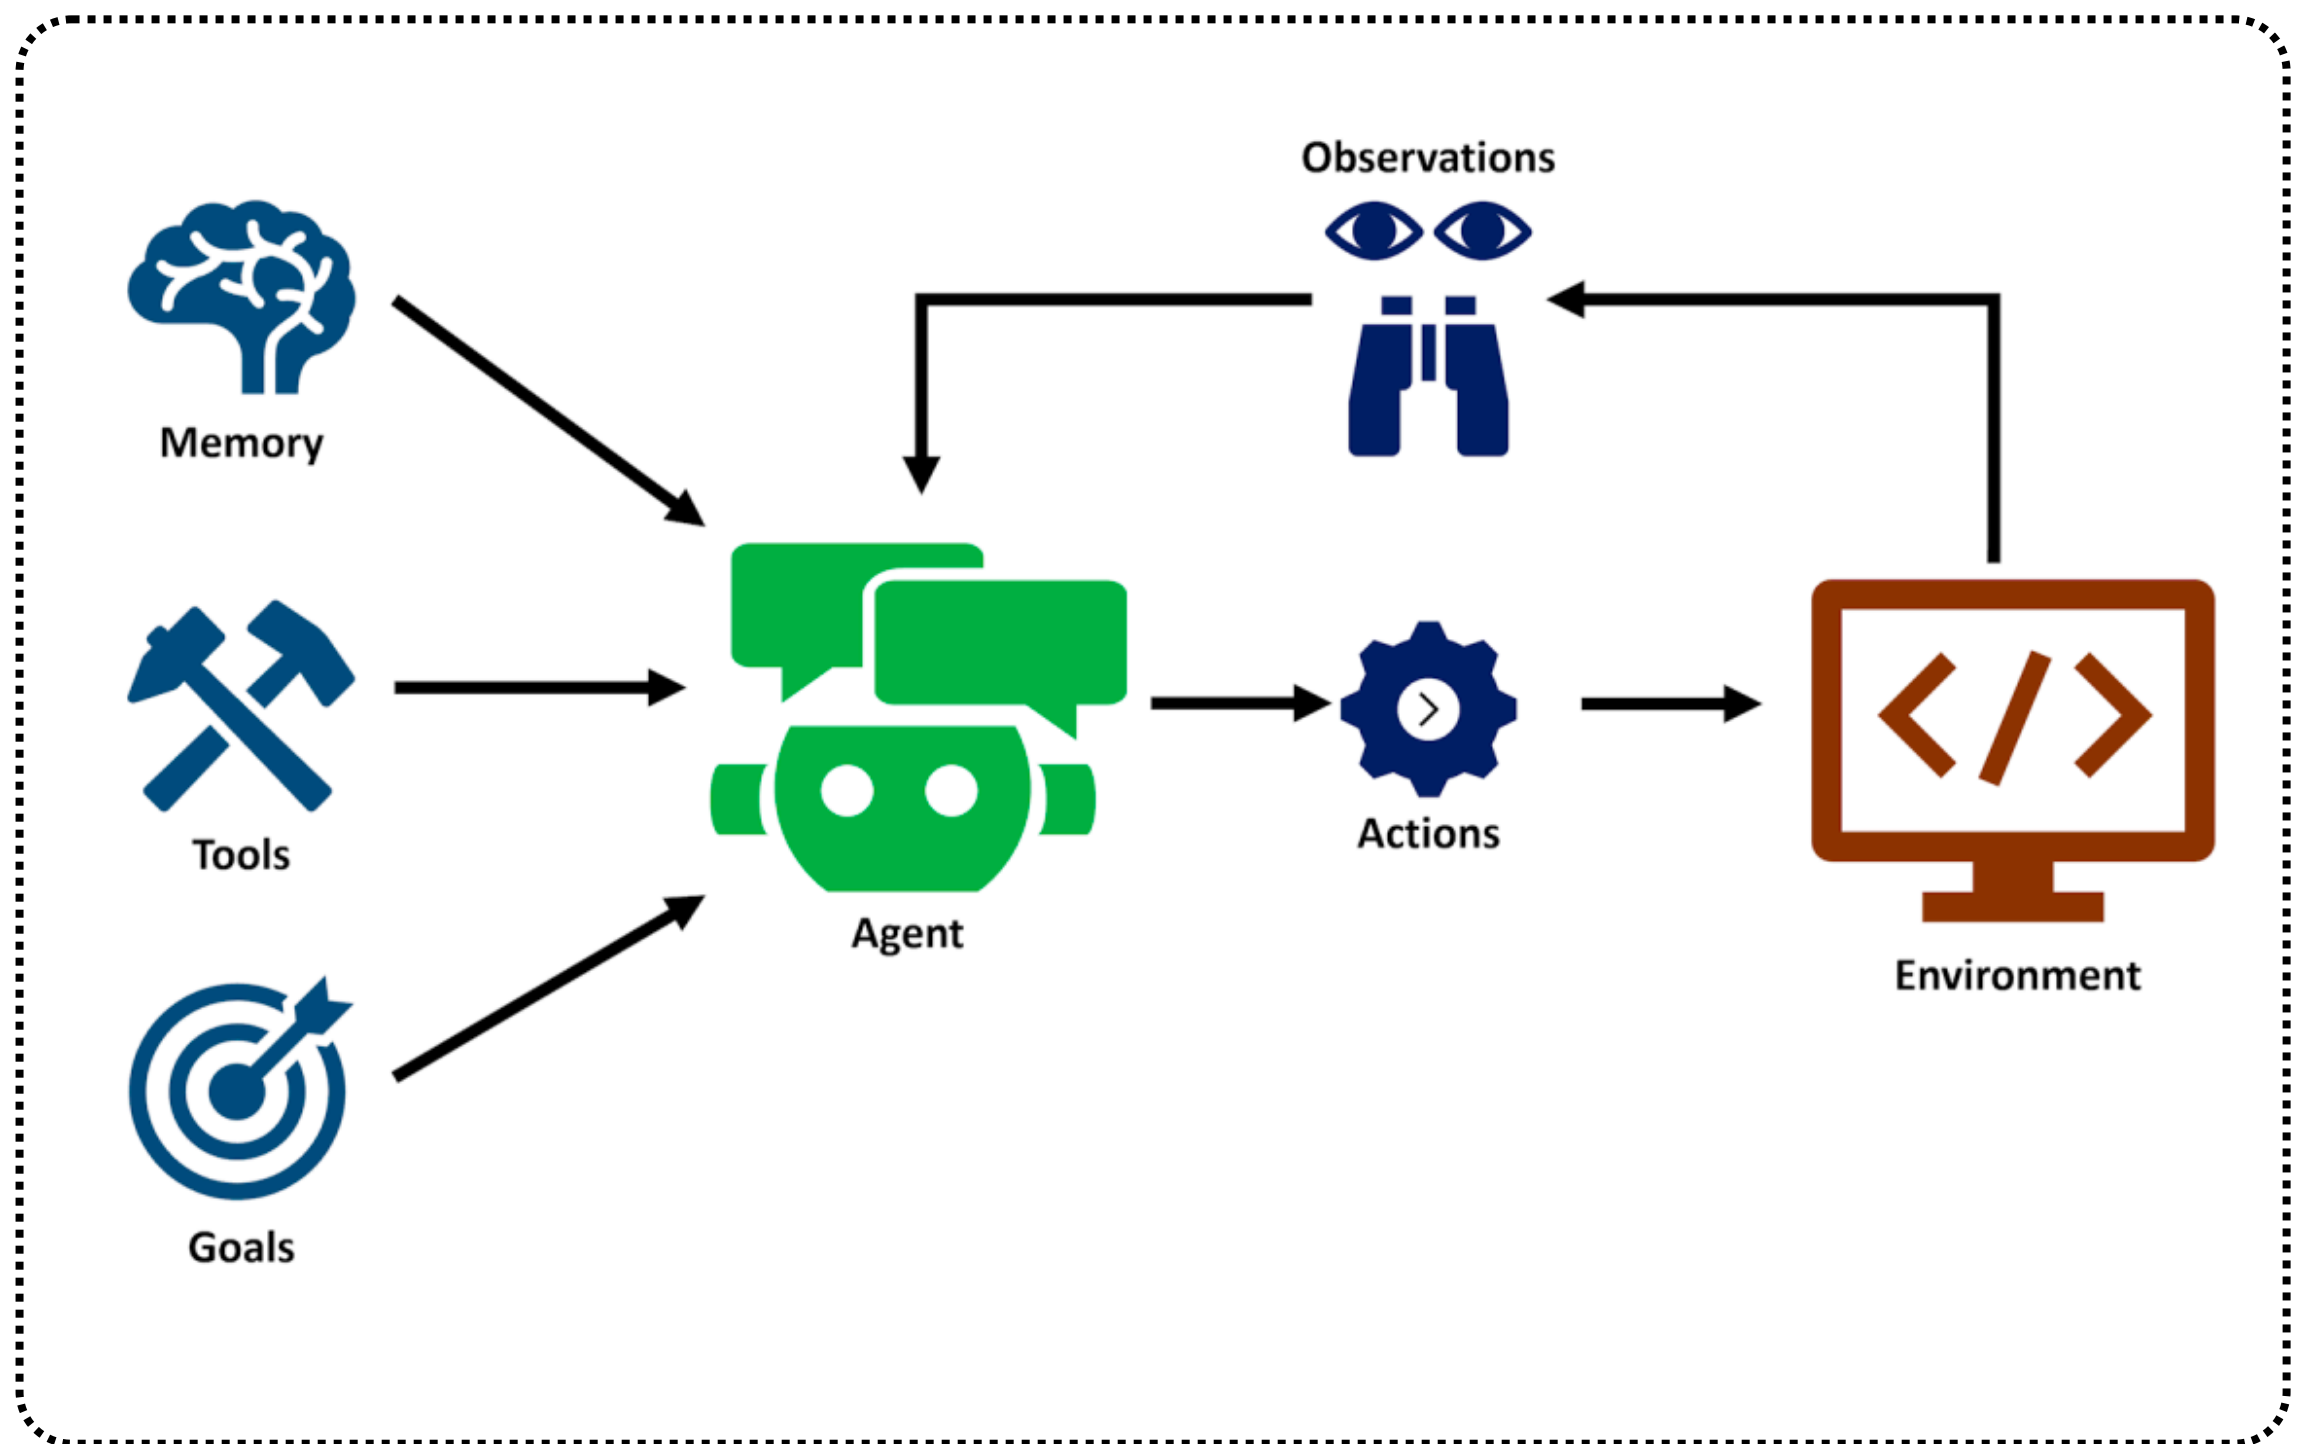 Observations
Memory
Tools
Actions
Agent
Environment
Goals